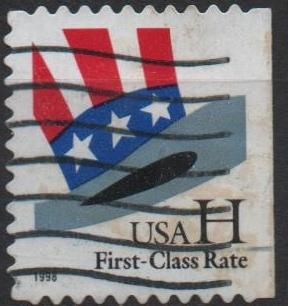 USA H
First-Class Rate
1998